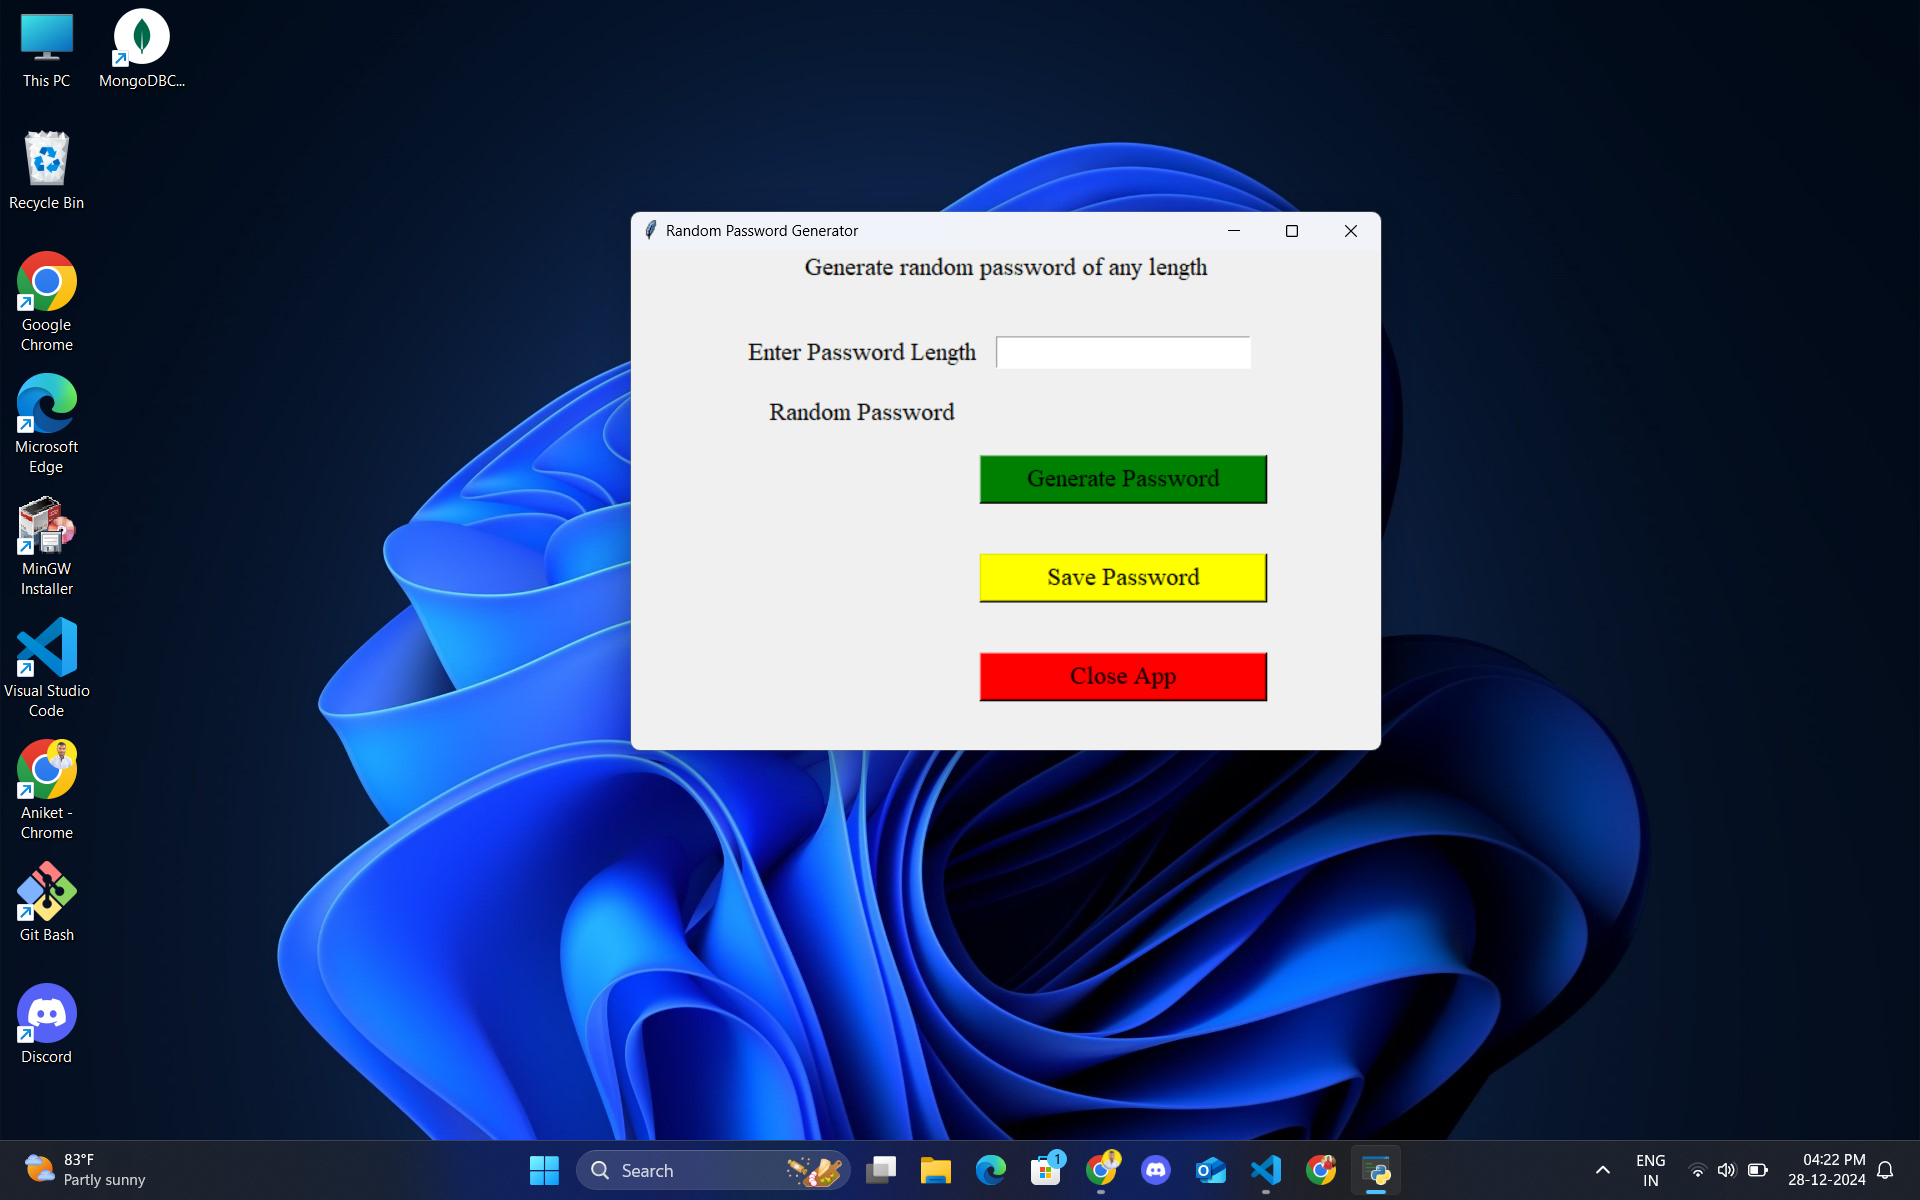 This PC
MongoDBC...
Recycle Bin
Google
Chrome
Microsoft
Edge
MinGW
Installer
Visual Studio
Code
Aniket -
Chrome
Git Bash
Discord
Random Password Generator
Generate random password of any length
Enter Password Length
Random Password
Generate Password
Save Password
Close App
83°F
Partly sunny
Search
1
ENG
IN
04:22 PM
28-12-2024